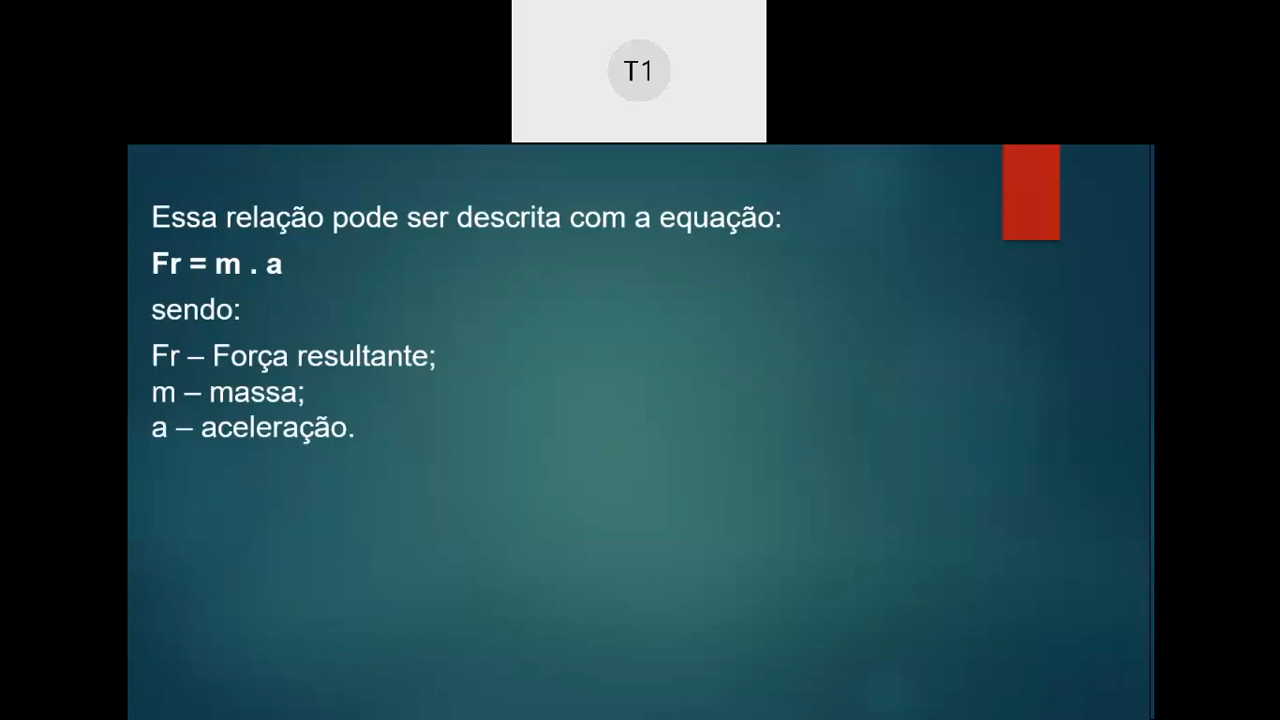 T1
Essa relação pode ser descrita com a equação:
Fr = m . a
sendo:
Fr – Força resultante;
m – massa;
a – aceleração.